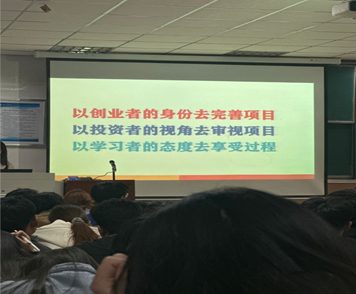 以创业者的身份去完善项目
以投资者的视角去审视项目
以学习者的态度去享受过程